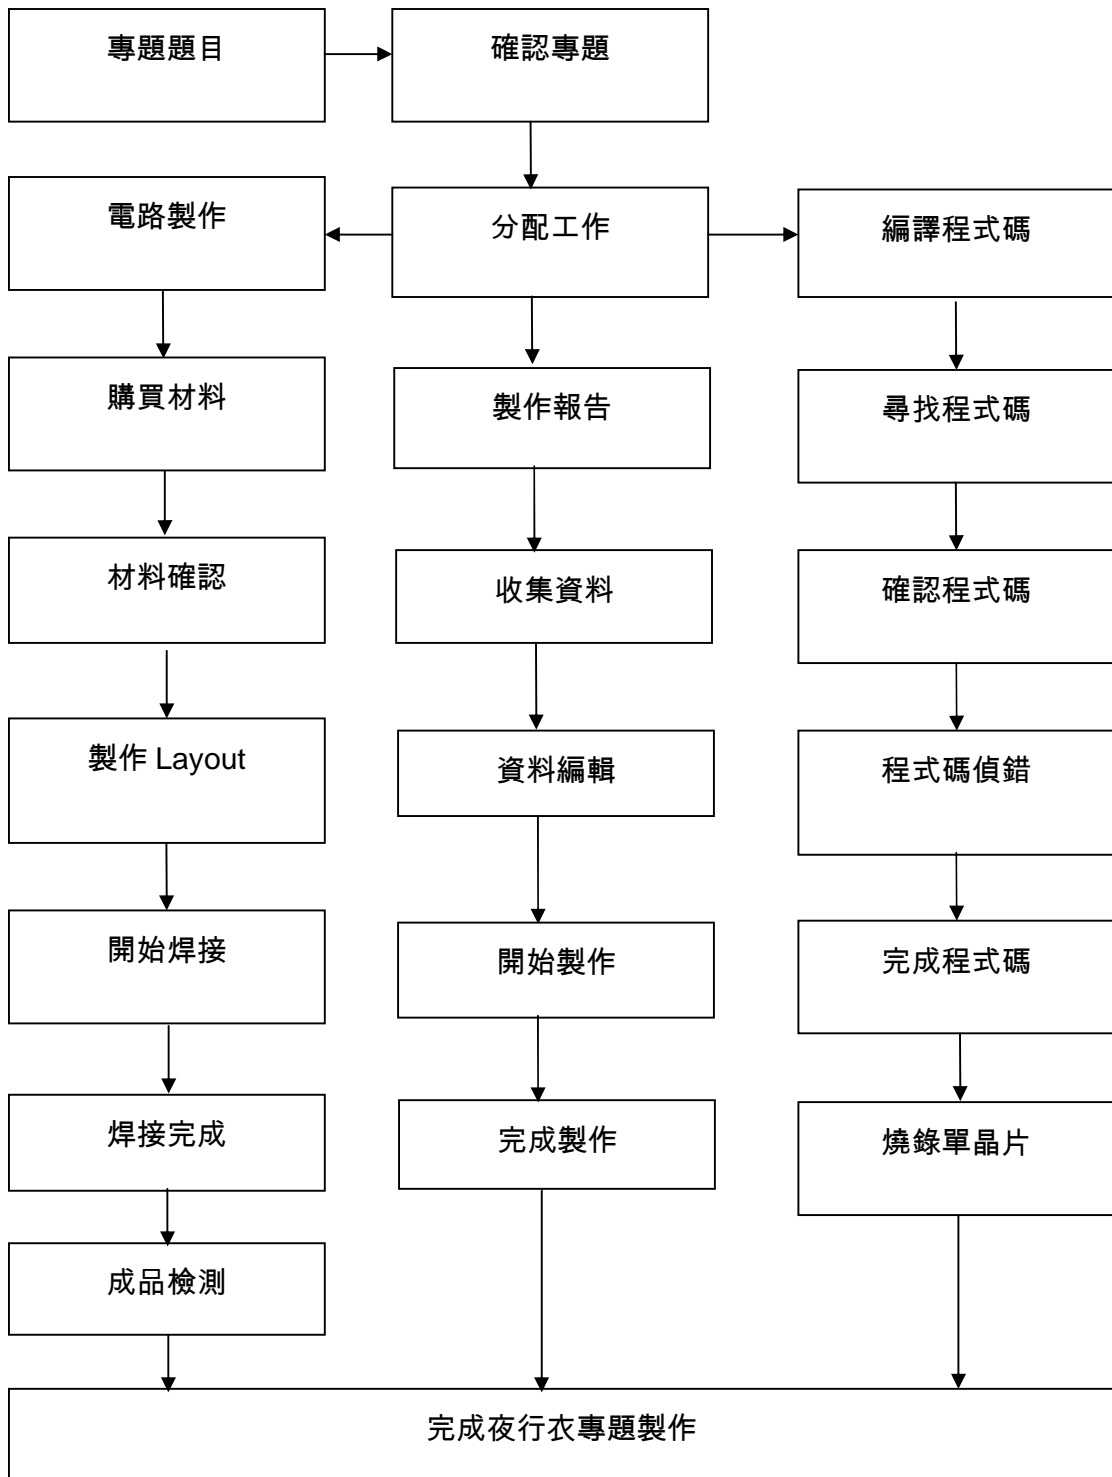 專題題目
確認專題
電路製作
分配工作
編譯程式碼
購買材料
製作報告
尋找程式碼
材料確認
收集資料
確認程式碼
製作 Layout
資料編輯
程式碼偵錯
開始焊接
開始製作
完成程式碼
焊接完成
完成製作
燒錄單晶片
成品檢測
完成夜行衣專題製作